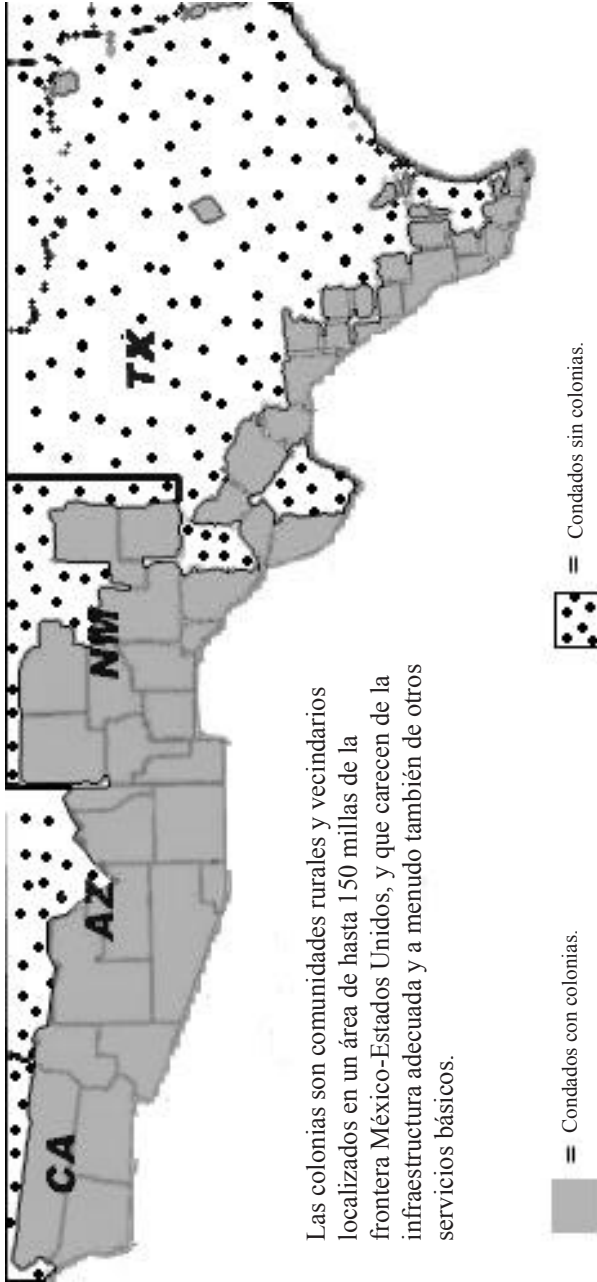 CA
AZ
NM
TX
Las colonias son comunidades rurales y vecindarios
localizados en un área de hasta 150 millas de la
frontera México-Estados Unidos, y que carecen de la
infraestructura adecuada y a menudo también de otros
servicios básicos.
= Condados con colonias.
= Condados sin colonias.